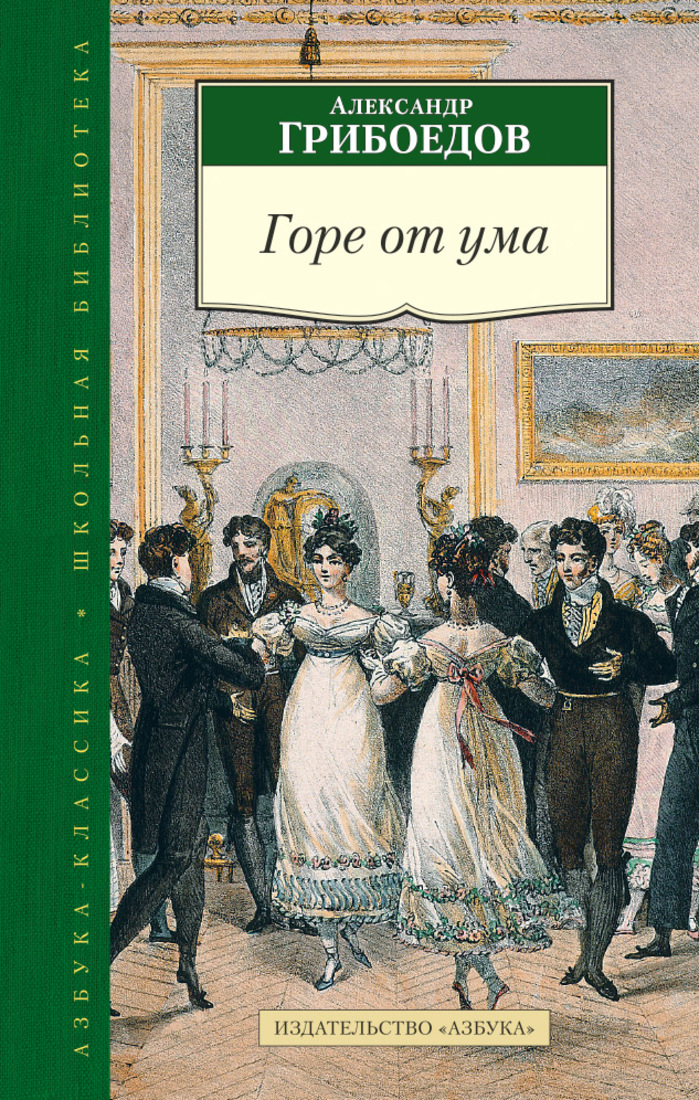 АЛЕКСАНДР
ГРИБОЕДОВ
Горе от ума
АЗБУКА-КЛАССИКА * ШКОЛЬНАЯ БИБЛИОТЕКА
ИЗДАТЕЛЬСТВО «АЗБУКА»